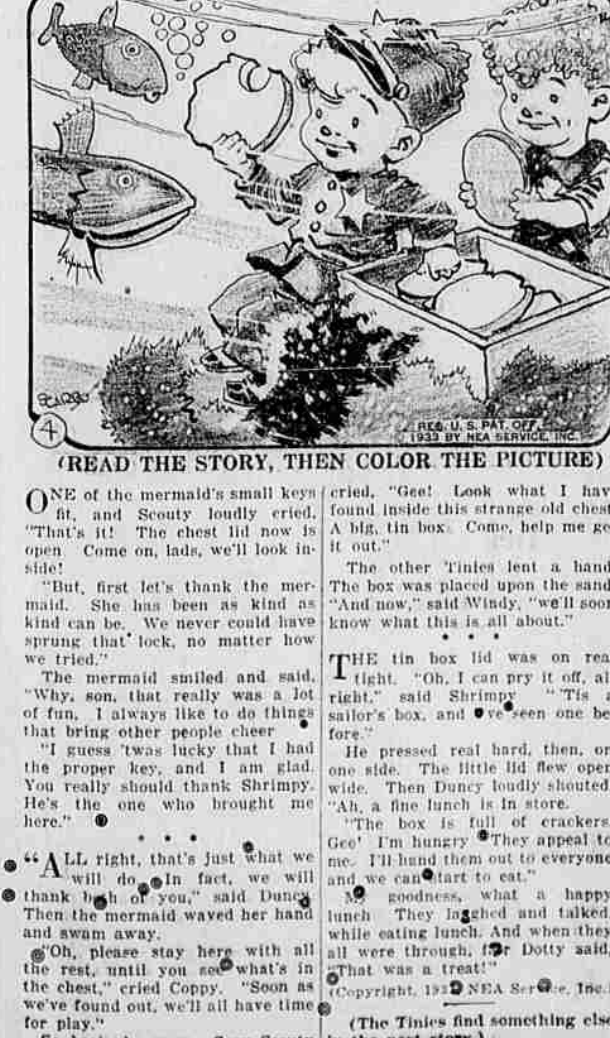 SCARBO
4
REG. U. S. PAT. OFF.
1933 BY NEA SERVICE, INC.
(READ THE STORY, THEN COLOR THE PICTURE)
ONE of the mermaid's small keys
fit, and Scouty loudly cried,
"That's it! The chest lid now is
open Come on, lads, we'll look in-
side!
"But, first let's thank the mer-
maid. She has been as kind as
kind can be. We never could have
sprung that lock, no matter how
we tried."
The mermaid smiled and said,
"Why, son, that really was a lot
of fun. I always like to do things
that bring other people cheer
"I guess 'twas lucky that I had
the proper key, and I am glad.
You really should thank Shrimpy.
He's the one who brought me
here."
* * *
"ALL right, that's just what we
will do. In fact, we will
thank both of you," said Duncy
Then the mermaid waved her hand
and swam away.
"Oh, please stay here with all
the rest, until you see what's in
the chest," cried Coppy. "Soon as
we've found out, we'll all have time
for play."
cried, "Gee! Look what I hav
found inside this strange old chest
A big, tin box. Come, help me ge
it out."
The other Tinies lent a hand
The box was placed upon the sand
"And now," said Windy, "we'll soon
know what this is all about."
* * *
THE tin box lid was on rea
tight. "Oh, I can pry it off, al
right," said Shrimpy "'Tis a
sailor's box, and I've seen one be
fore."
He pressed real hard, then, on
one side. The little lid flew open
wide. Then Duncy loudly shouted
"Ah, a fine lunch is in store.
"The box is full of crackers
Gee! I'm hungry They appeal to
me. I'll hand them out to everyone
and we can start to eat."
My goodness, what a happy
lunch They laughed and talked
while eating lunch. And when they
all were through, fair Dotty said,
"That was a treat!"
(Copyright, 1933 NEA Service, Inc.)
(The Tinies find something else
in the next story.)